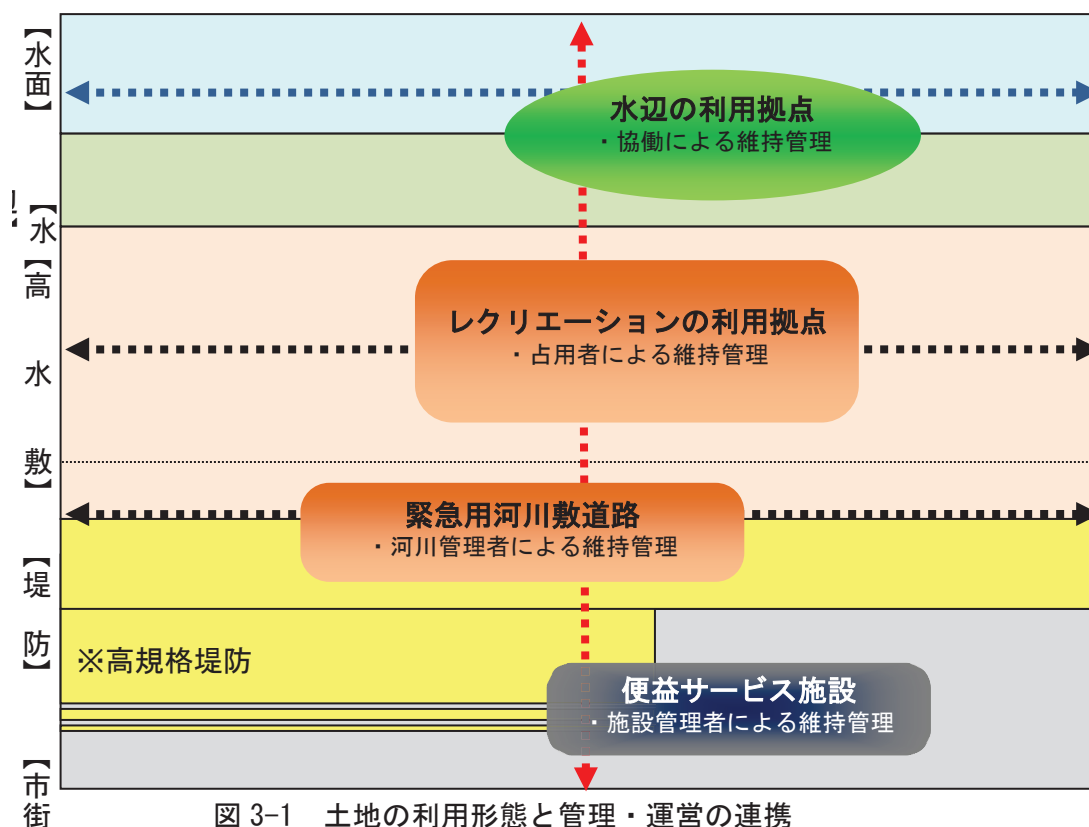 【水面】
水辺の利用拠点
・協働による維持管理
【水
辺】
【高水敷】
レクリエーションの利用拠点
・占用者による維持管理
緊急用河川敷道路
・河川管理者による維持管理
【堤防】
※高規格堤防
便益サービス施設
・施設管理者による維持管理
【市街
図 3-1 土地の利用形態と管理・運営の連携